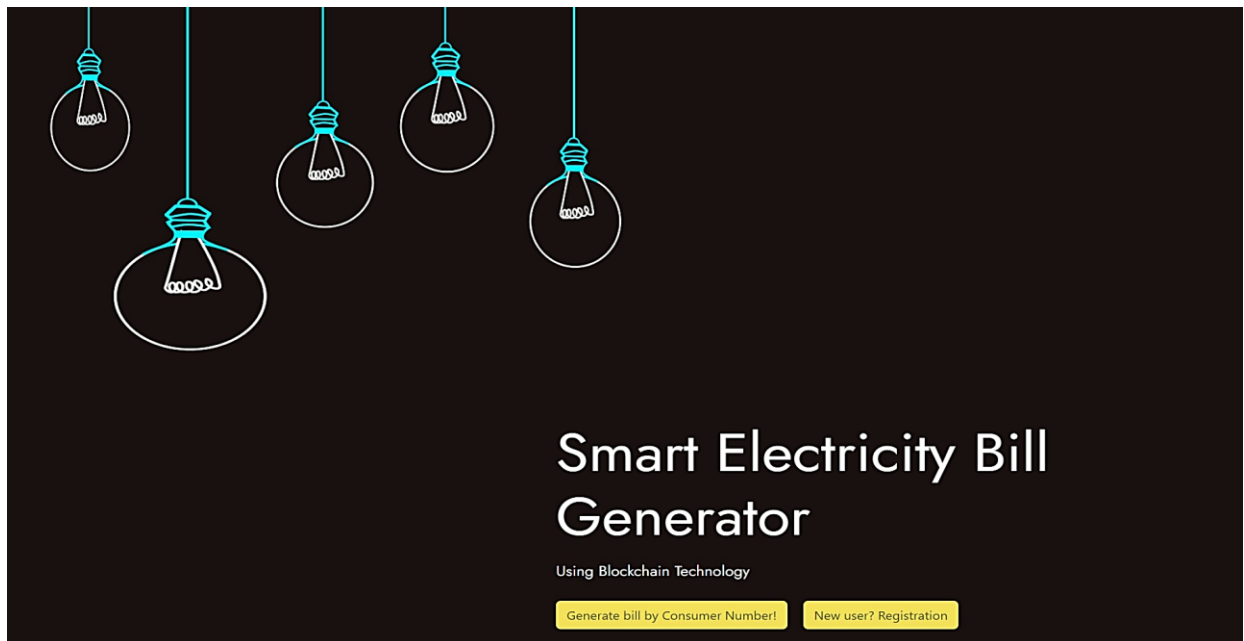 Smart Electricity Bill
Generator
Using Blockchain Technology
Generate bill by Consumer Number!
New user? Registration